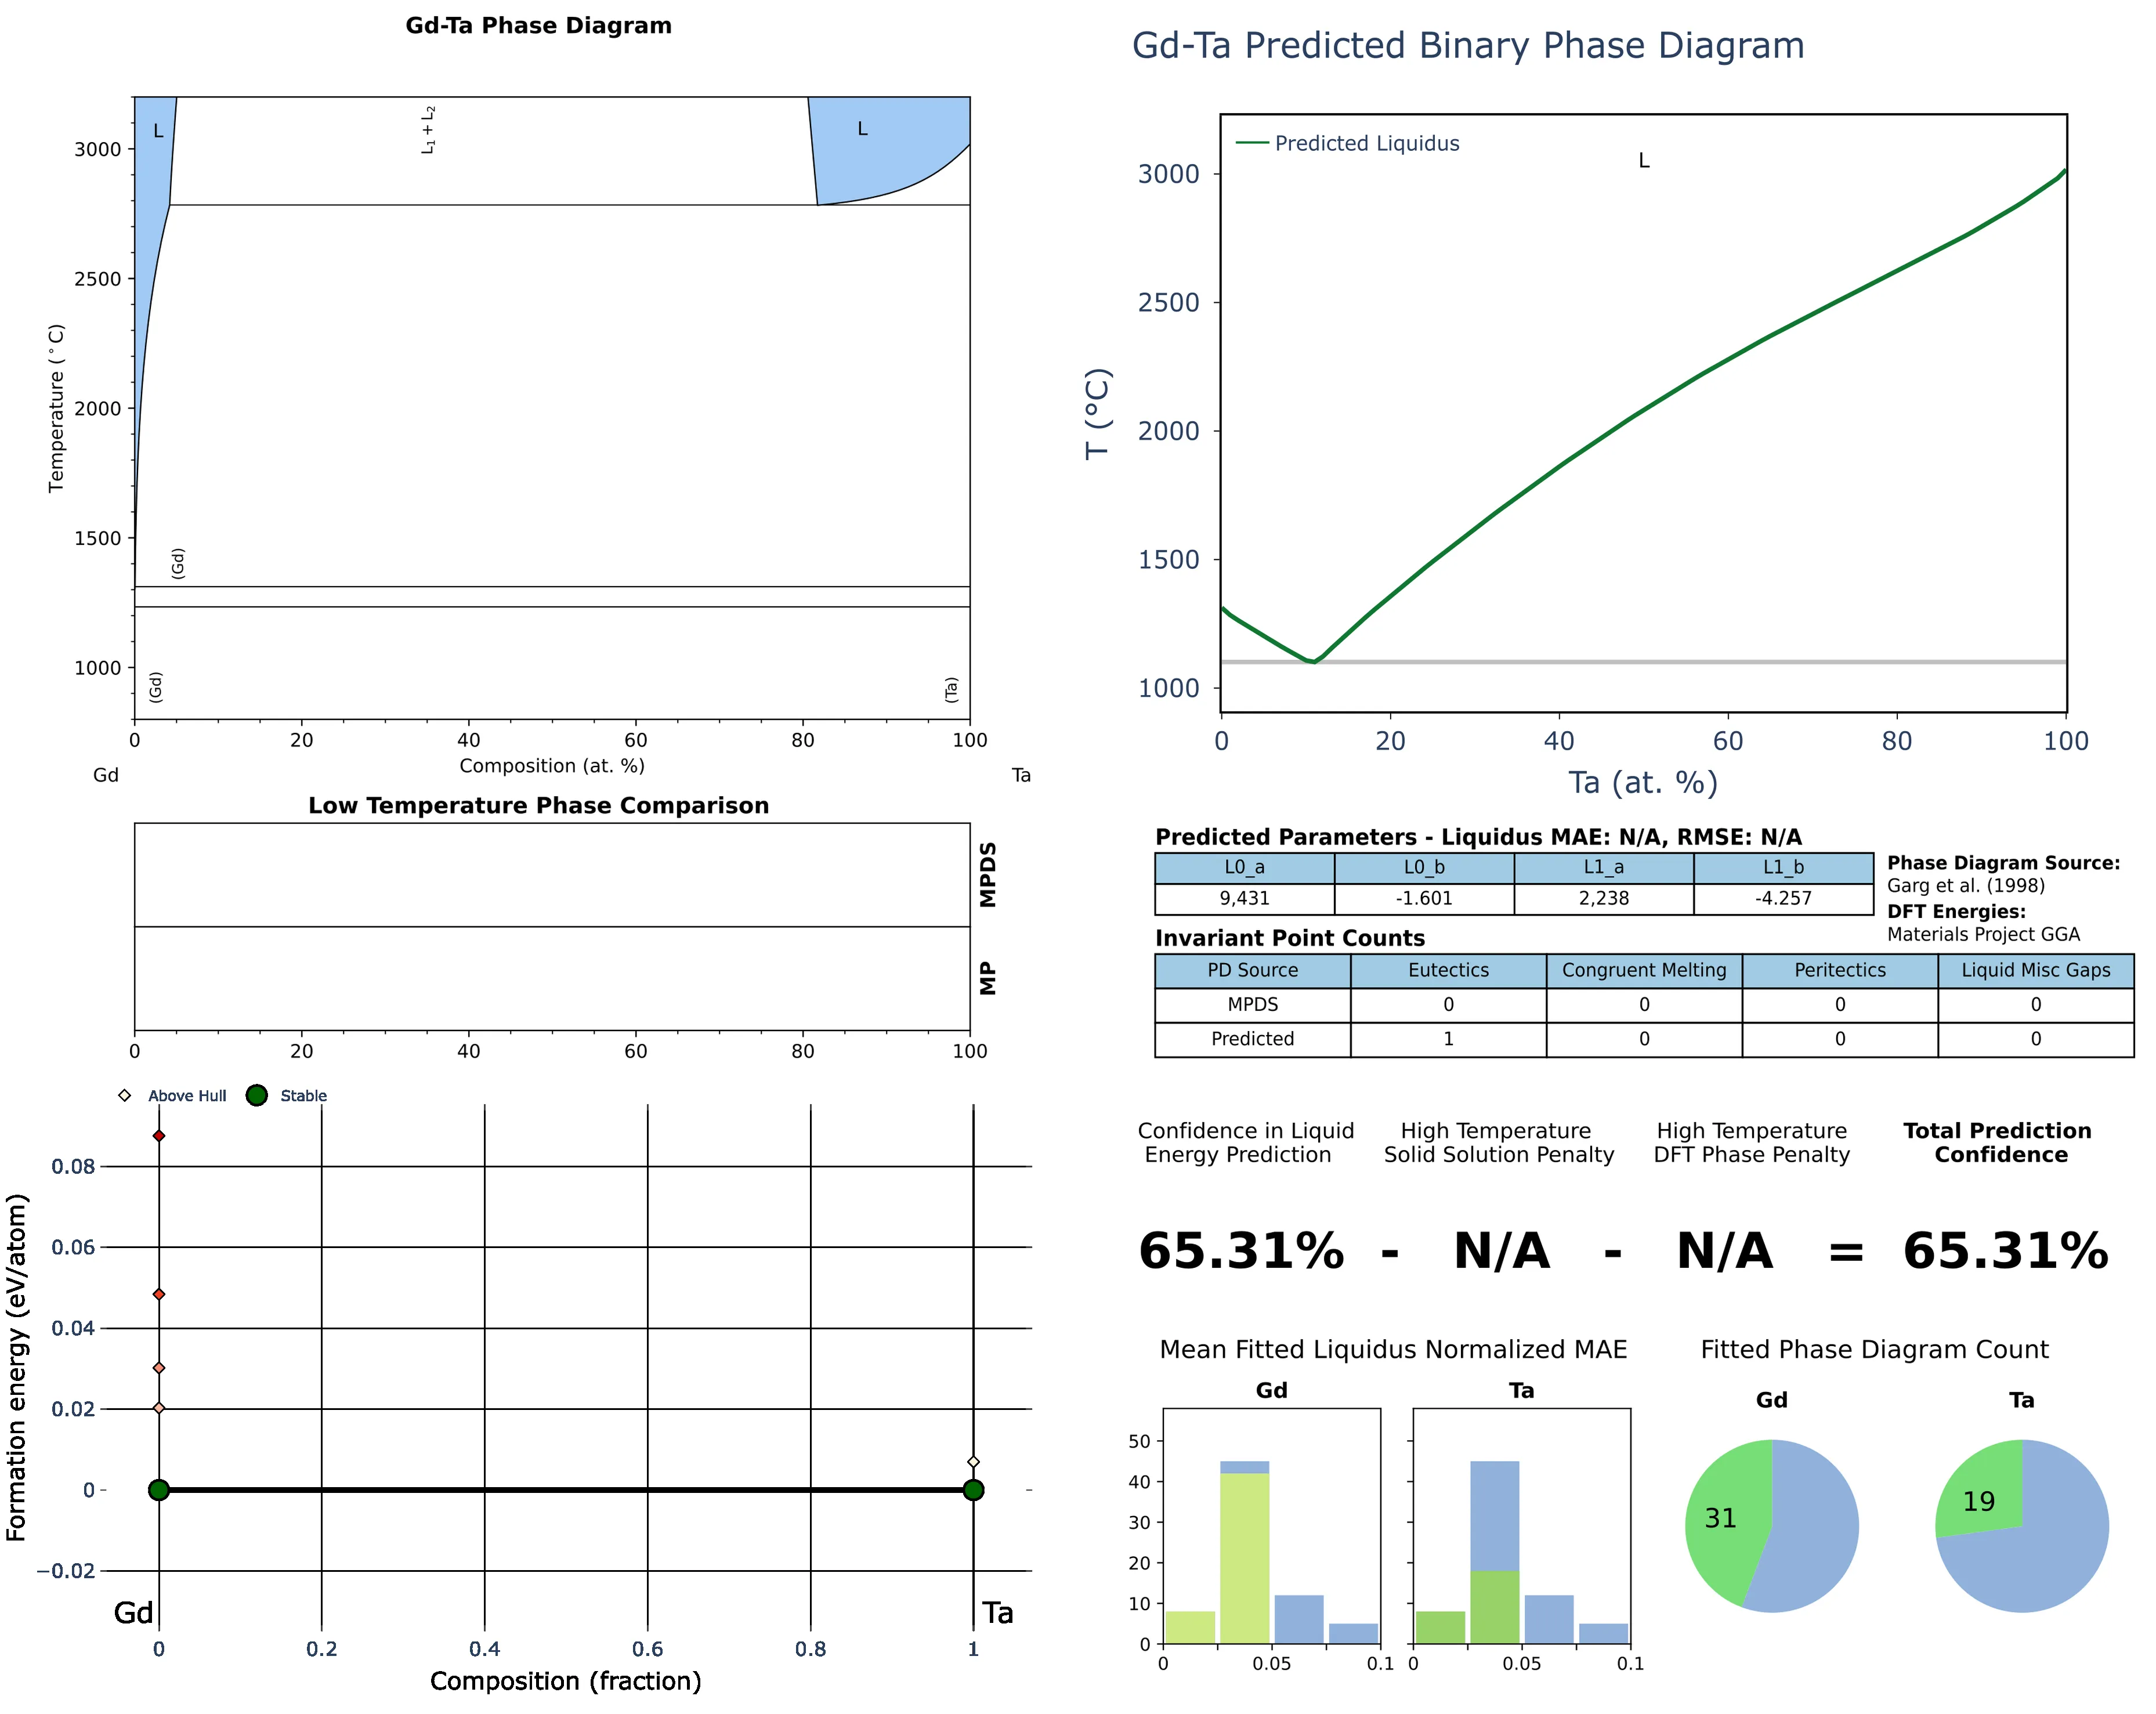 Gd-Ta Phase Diagram
L
L₁ + L₂
L
3000
2500
2000
1500
1000
Temperature (°C)
(Gd)
(Gd)
(Ta)
0 20 40 60 80 100
Composition (at. %)
Gd Ta
Low Temperature Phase Comparison
MPDS
MP
0 20 40 60 80 100
Above Hull Stable
0.08
0.06
0.04
0.02
0
−0.02
Formation energy (eV/atom)
Gd Ta
0 0.2 0.4 0.6 0.8 1
Composition (fraction)
Gd-Ta Predicted Binary Phase Diagram
Predicted Liquidus
L
3000
2500
2000
1500
1000
T (°C)
0 20 40 60 80 100
Ta (at. %)
Predicted Parameters - Liquidus MAE: N/A, RMSE: N/A
L0_a L0_b L1_a L1_b
9,431 -1.601 2,238 -4.257
Phase Diagram Source:
Garg et al. (1998)
DFT Energies:
Materials Project GGA
Invariant Point Counts
PD Source Eutectics Congruent Melting Peritectics Liquid Misc Gaps
MPDS 0 0 0 0
Predicted 1 0 0 0
Confidence in Liquid
Energy Prediction
High Temperature
Solid Solution Penalty
High Temperature
DFT Phase Penalty
Total Prediction
Confidence
65.31% - N/A - N/A = 65.31%
Mean Fitted Liquidus Normalized MAE
Gd Ta
50
40
30
20
10
0
0 0.05 0.1 0 0.05 0.1
Fitted Phase Diagram Count
Gd Ta
31 19